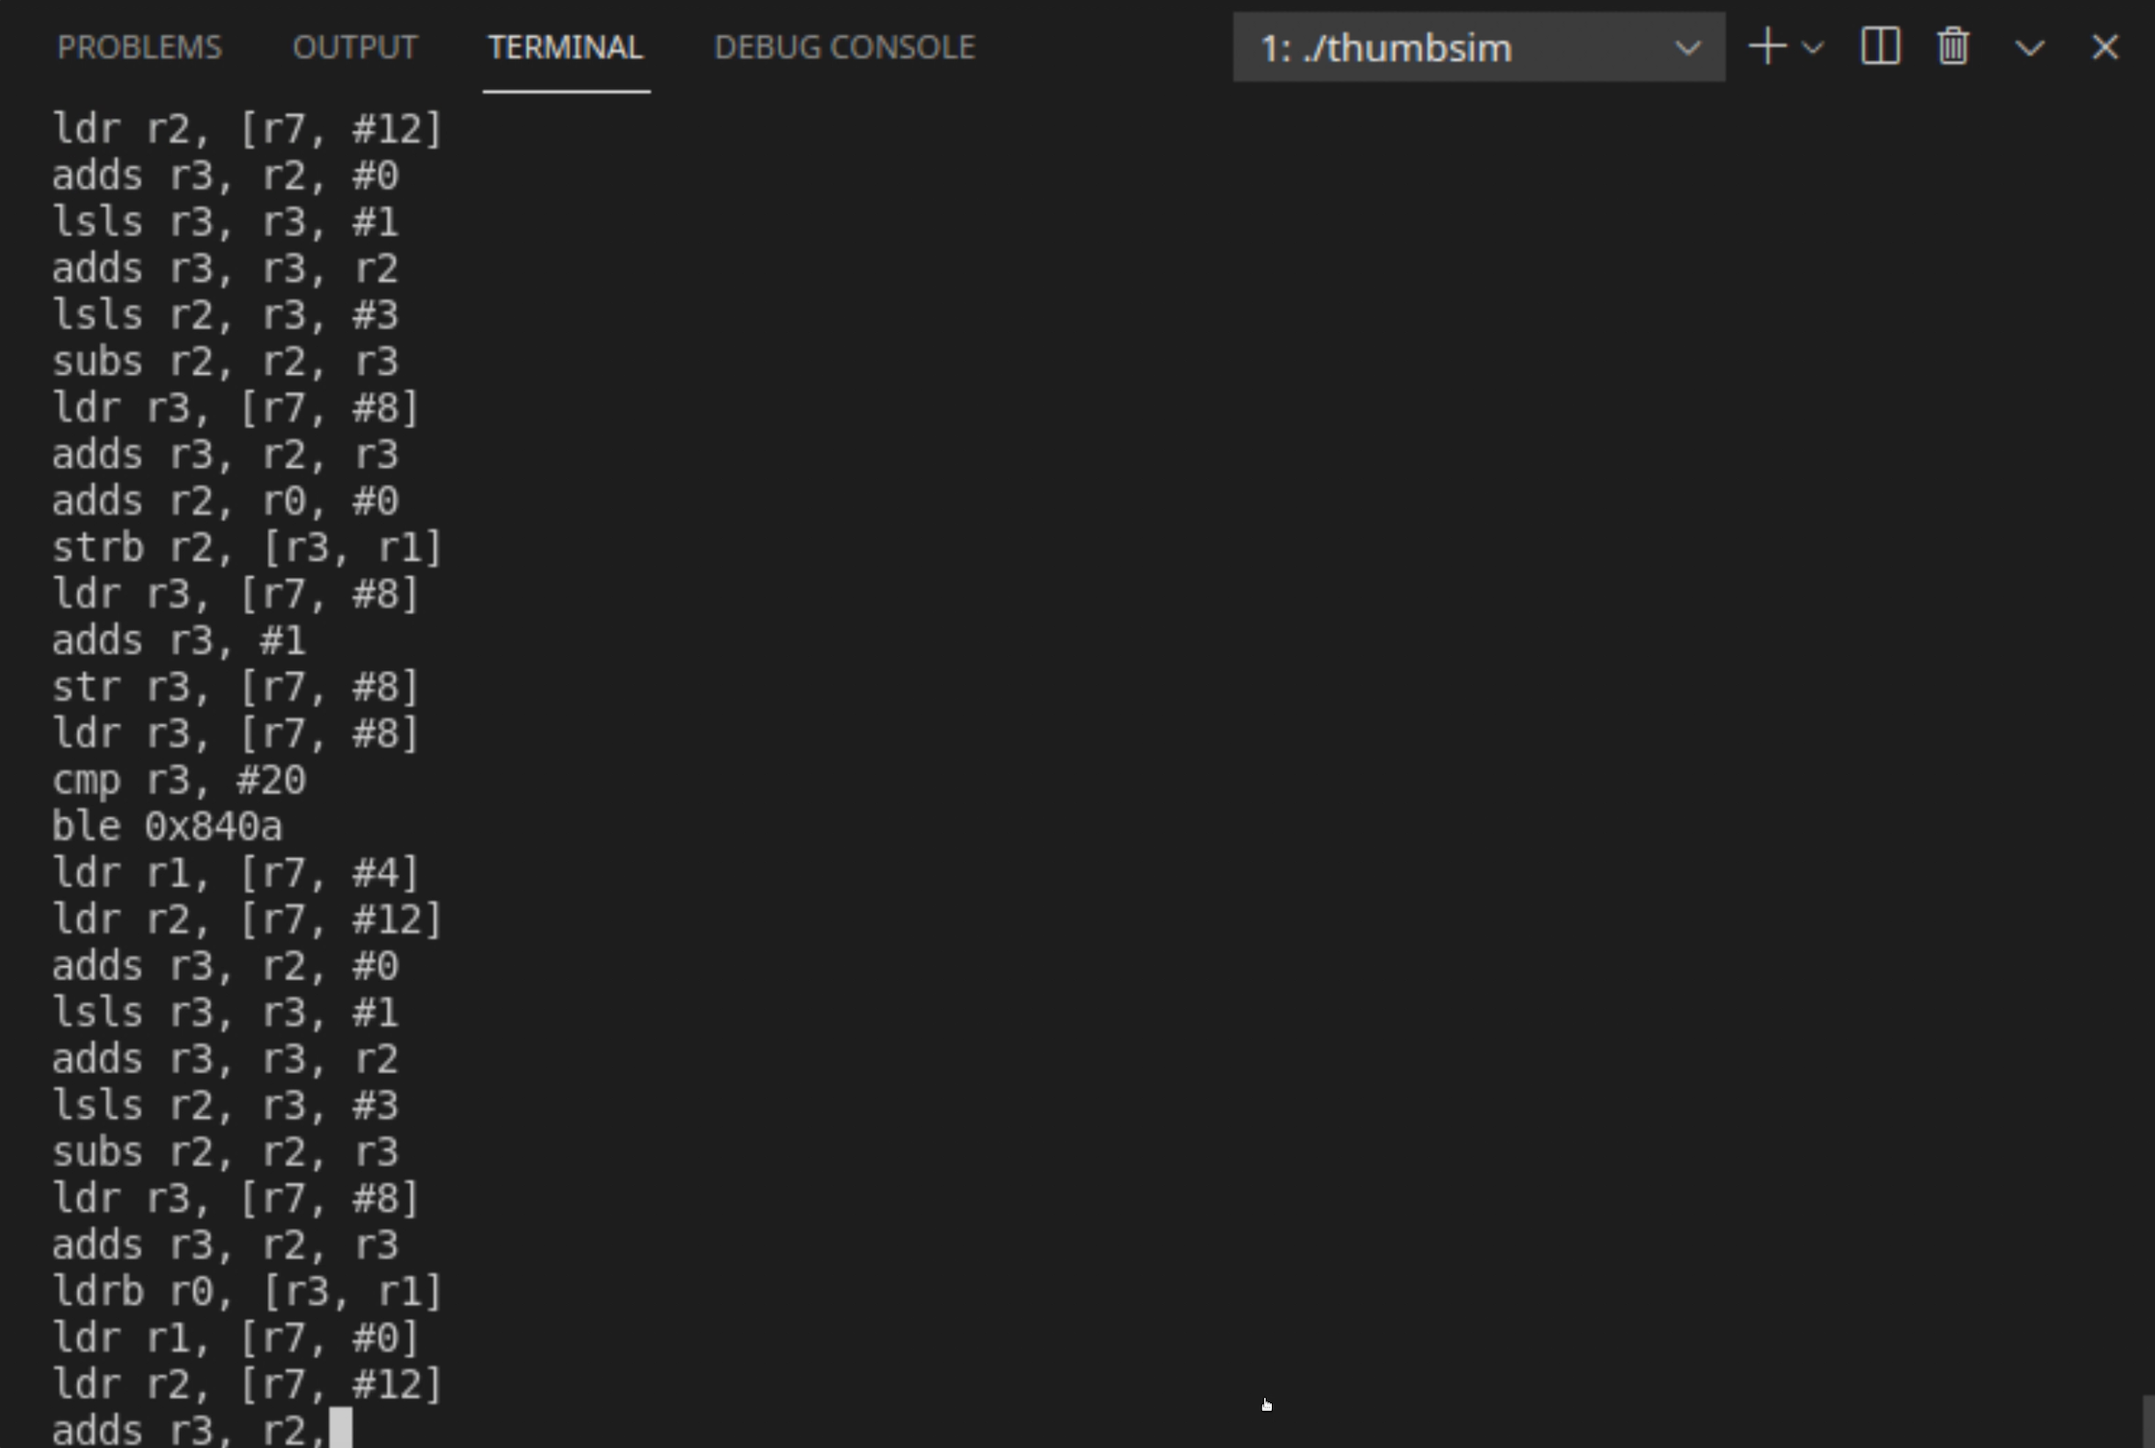 PROBLEMS OUTPUT TERMINAL DEBUG CONSOLE 1: ./thumbsim
ldr r2, [r7, #12]
adds r3, r2, #0
lsls r3, r3, #1
adds r3, r3, r2
lsls r2, r3, #3
subs r2, r2, r3
ldr r3, [r7, #8]
adds r3, r2, r3
adds r2, r0, #0
strb r2, [r3, r1]
ldr r3, [r7, #8]
adds r3, #1
str r3, [r7, #8]
ldr r3, [r7, #8]
cmp r3, #20
ble 0x840a
ldr r1, [r7, #4]
ldr r2, [r7, #12]
adds r3, r2, #0
lsls r3, r3, #1
adds r3, r3, r2
lsls r2, r3, #3
subs r2, r2, r3
ldr r3, [r7, #8]
adds r3, r2, r3
ldrb r0, [r3, r1]
ldr r1, [r7, #0]
ldr r2, [r7, #12]
adds r3, r2,